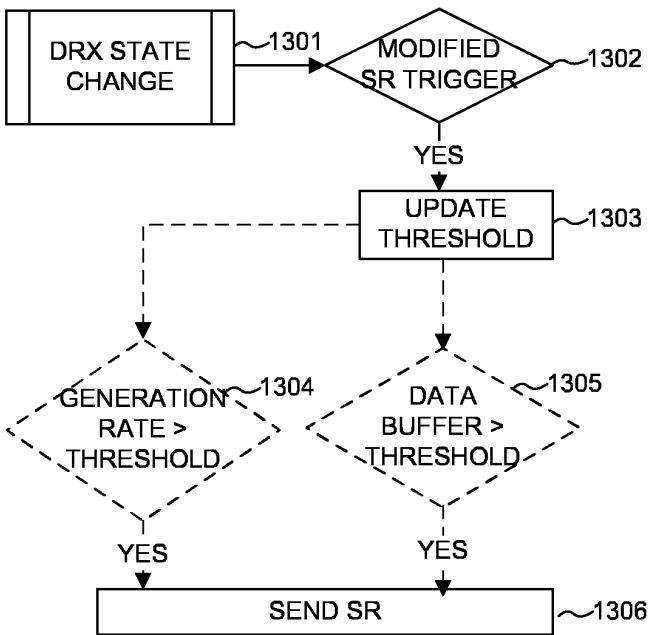 DRX STATE
CHANGE
1301
MODIFIED
SR TRIGGER
1302
YES
UPDATE
THRESHOLD
1303
GENERATION
RATE >
THRESHOLD
1304
DATA
BUFFER >
THRESHOLD
1305
YES
YES
SEND SR
1306